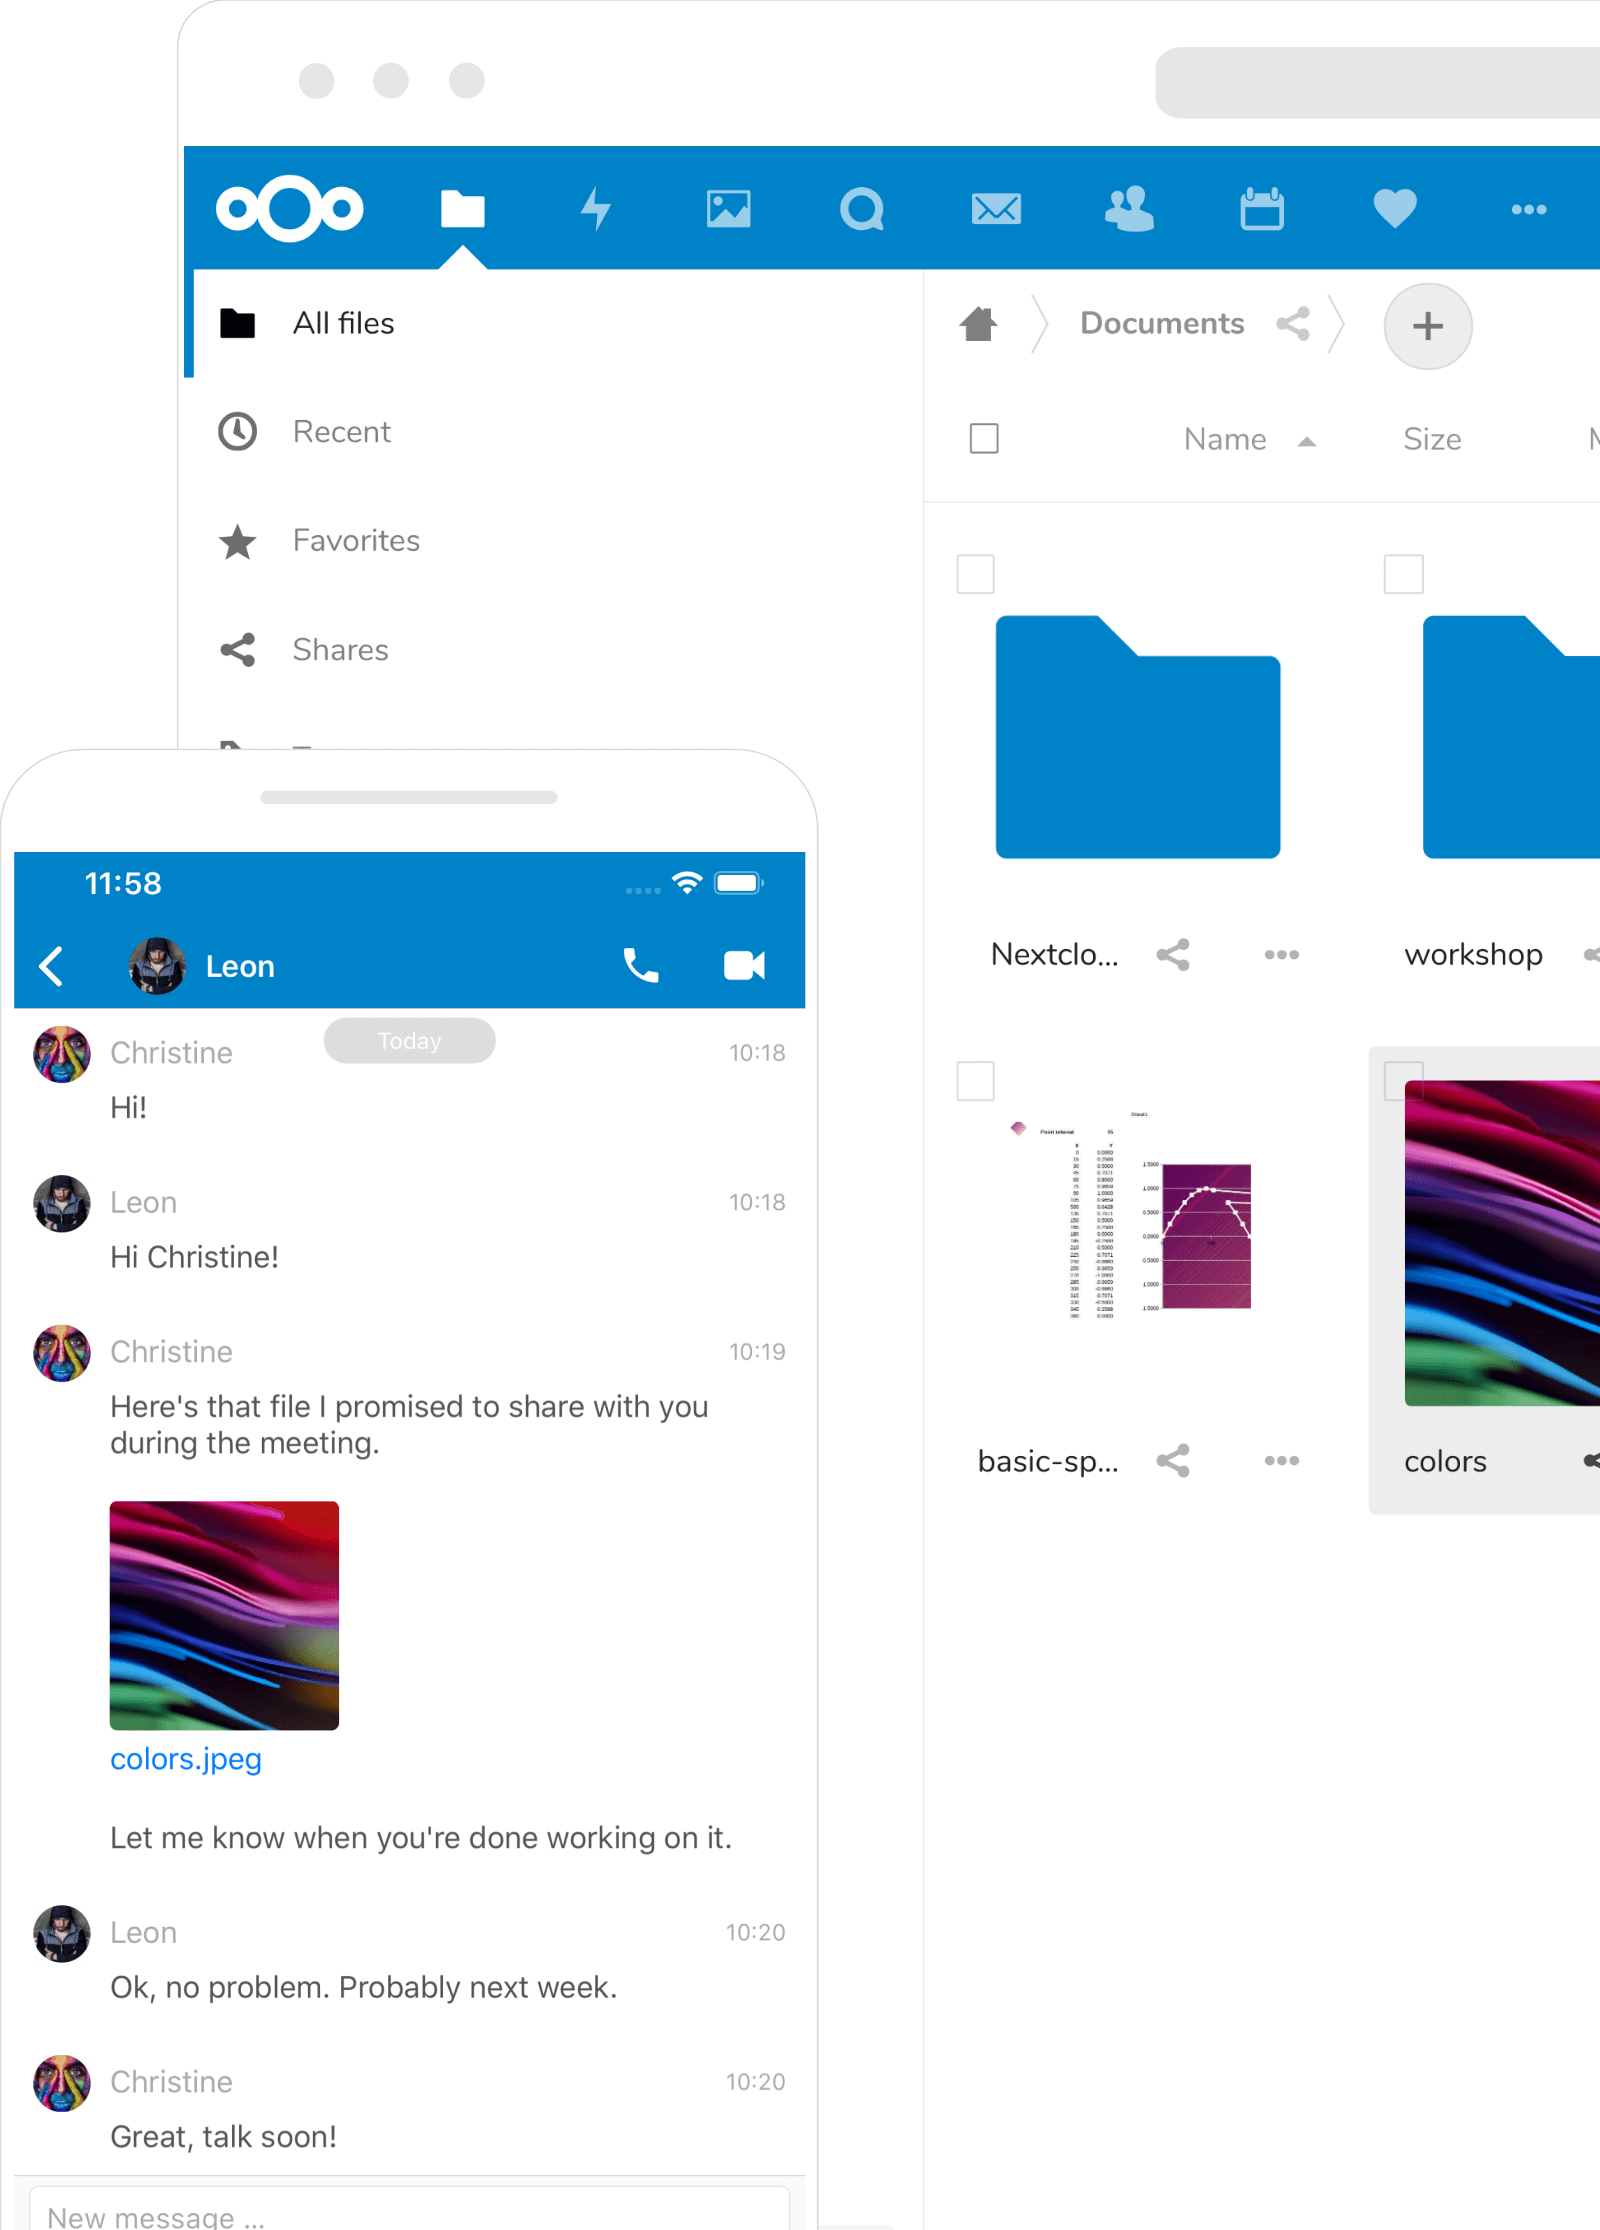 All files
Recent
Favorites
Shares
Documents
Name
Size
Nextclo...
workshop
Sheet1
Point interval
basic-sp...
colors
11:58
Leon
Today
Christine
10:18
Hi!
Leon
10:18
Hi Christine!
Christine
10:19
Here's that file I promised to share with you
during the meeting.
colors.jpeg
Let me know when you're done working on it.
Leon
10:20
Ok, no problem. Probably next week.
Christine
10:20
Great, talk soon!
New message ...